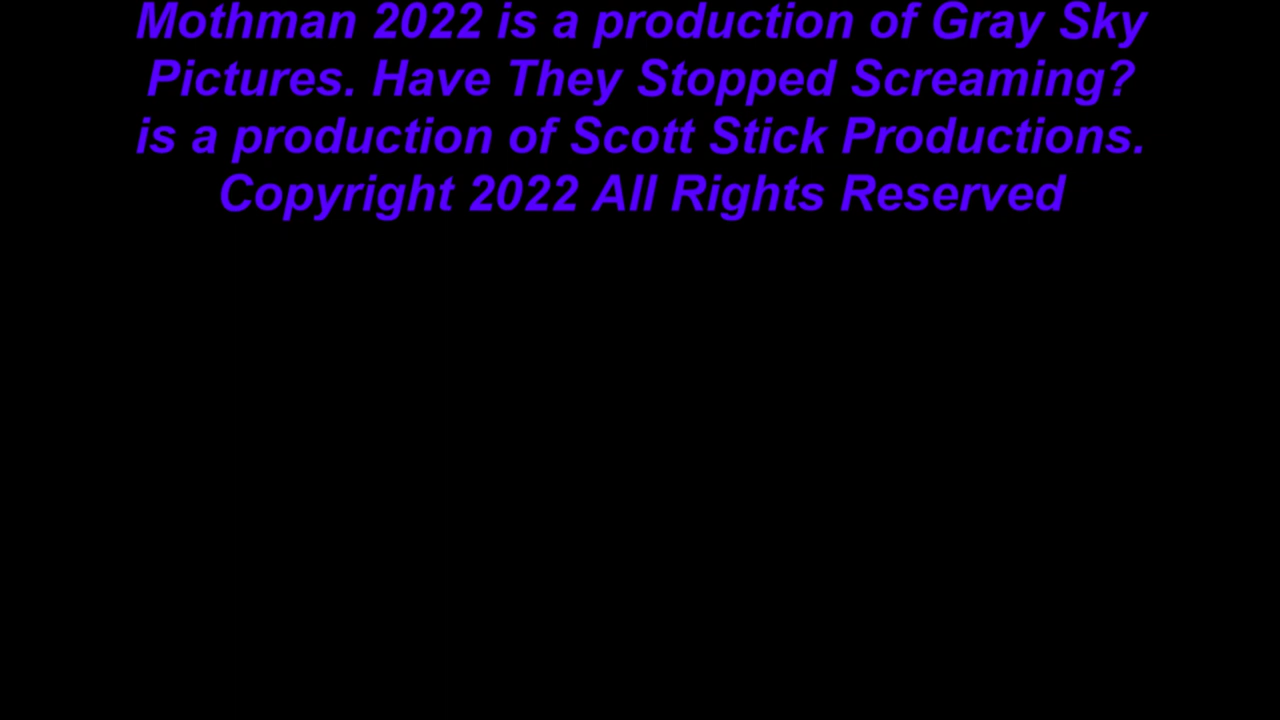 Mothman 2022 is a production of Gray Sky
Pictures. Have They Stopped Screaming?
is a production of Scott Stick Productions.
Copyright 2022 All Rights Reserved